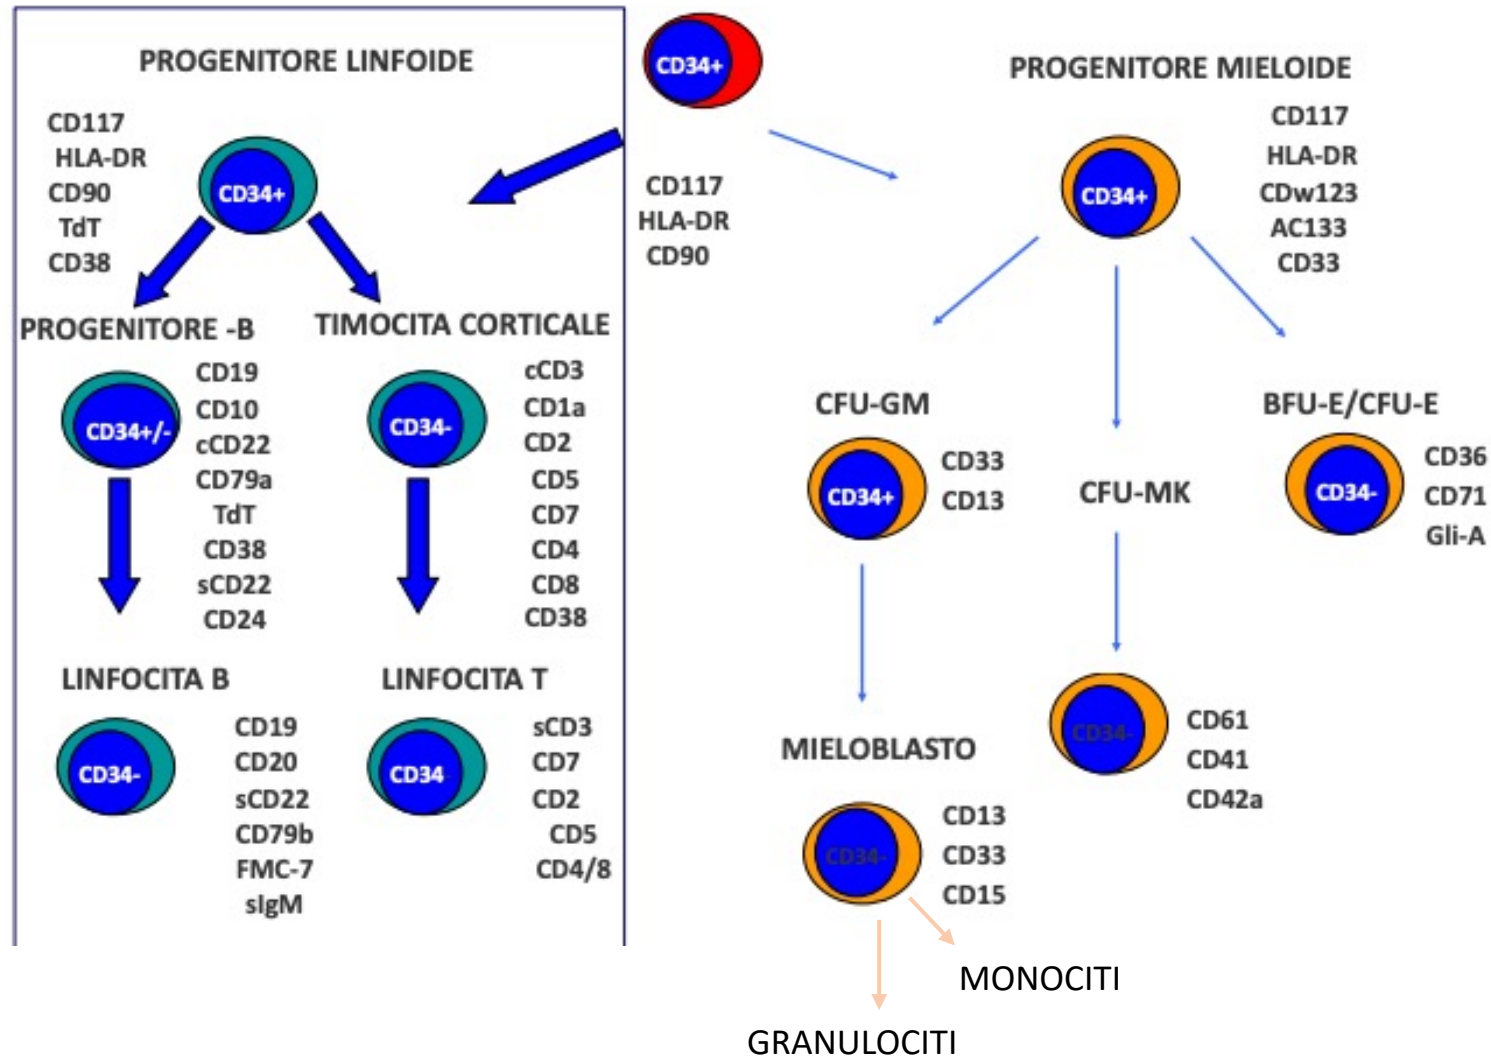 PROGENITORE LINFOIDE
CD117
HLA-DR
CD90
TdT
CD38
CD34+
PROGENITORE -B
CD34+/-
CD19
CD10
cCD22
CD79a
TdT
CD38
sCD22
CD24
TIMOCITA CORTICALE
CD34-
cCD3
CD1a
CD2
CD5
CD7
CD4
CD8
CD38
LINFOCITA B
CD34-
CD19
CD20
sCD22
CD79b
FMC-7
sIgM
LINFOCITA T
CD34
sCD3
CD7
CD2
CD5
CD4/8
CD34+
CD117
HLA-DR
CD90
PROGENITORE MIELOIDE
CD34+
CD117
HLA-DR
CDw123
AC133
CD33
CFU-GM
CD34+
CD33
CD13
CFU-MK
BFU-E/CFU-E
CD34-
CD36
CD71
Gli-A
CD34-
CD61
CD41
CD42a
MIELOBLASTO
CD34-
CD13
CD33
CD15
MONOCITI
GRANULOCITI